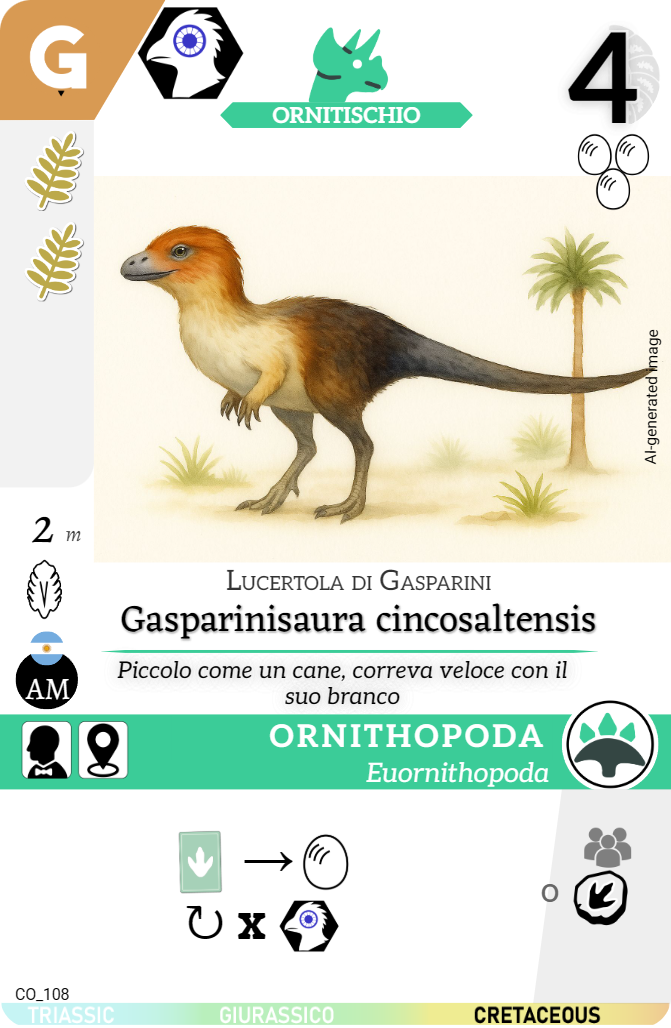 G
ORNITISCHIO
4
AI-generated image
2 m
AM
Lucertola di Gasparini
Gasparinisaura cincosaltensis
Piccolo come un cane, correva veloce con il
suo branco
ORNITHOPODA
Euornithopoda
x
O
CO_108
TRIASSIC
GIURASSICO
CRETACEOUS